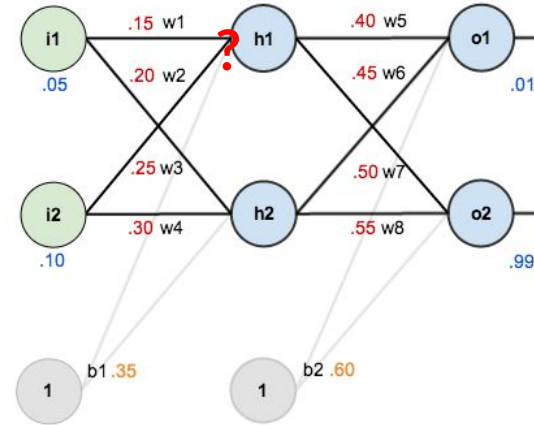 .15 w1
?
.40 w5
i1
h1
o1
.20 w2
.45 w6
.05
.01
.25 w3
.50 w7
i2
h2
o2
.30 w4
.55 w8
.10
.99
b1 .35
b2 .60
1
1